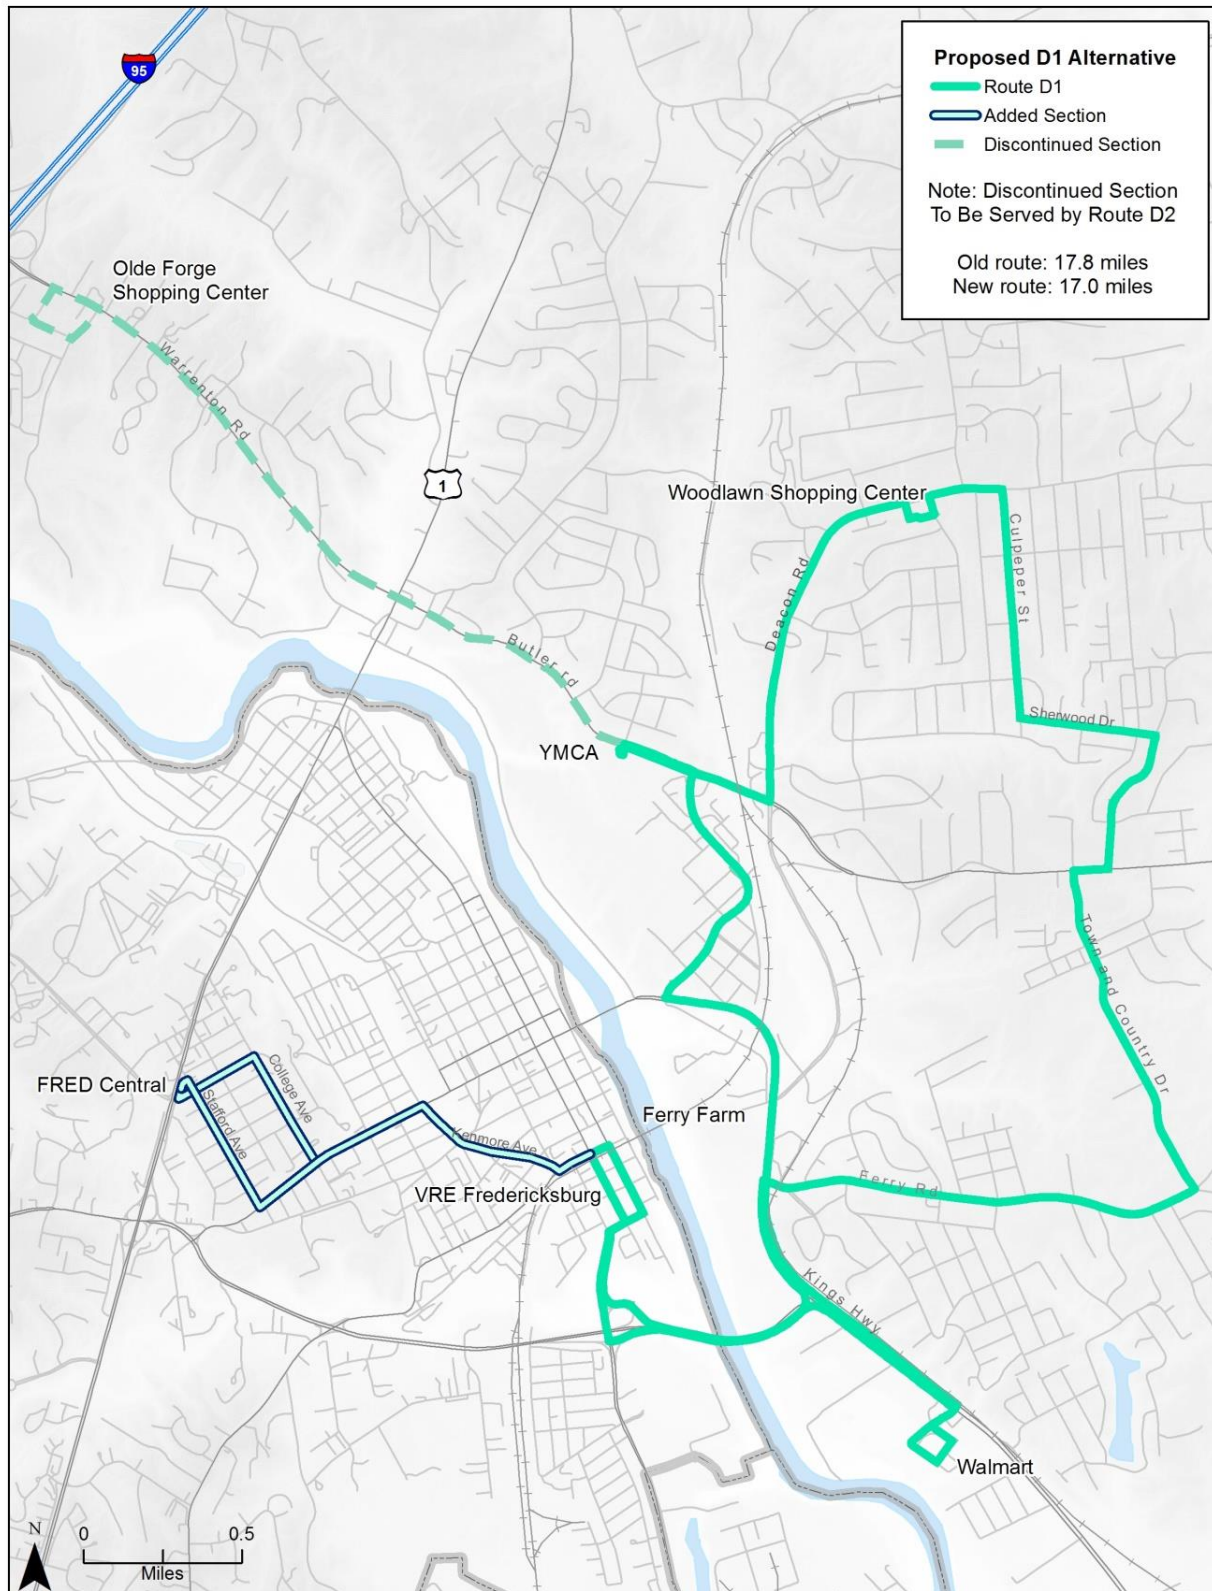 95
Proposed D1 Alternative
Route D1
Added Section
Discontinued Section
Note: Discontinued Section
To Be Served by Route D2
Old route: 17.8 miles
New route: 17.0 miles
Olde Forge
Shopping Center
Warrenton Rd
1
Woodlawn Shopping Center
Culpeper St
Deacon Rd
Butler rd
Sherwood Dr
YMCA
Town and Country Dr
FRED Central
College Ave
Stafford Ave
Ferry Farm
Kenmore Ave
VRE Fredericksburg
Ferry Rd
Kings Hwy
Walmart
N
0 0.5
Miles